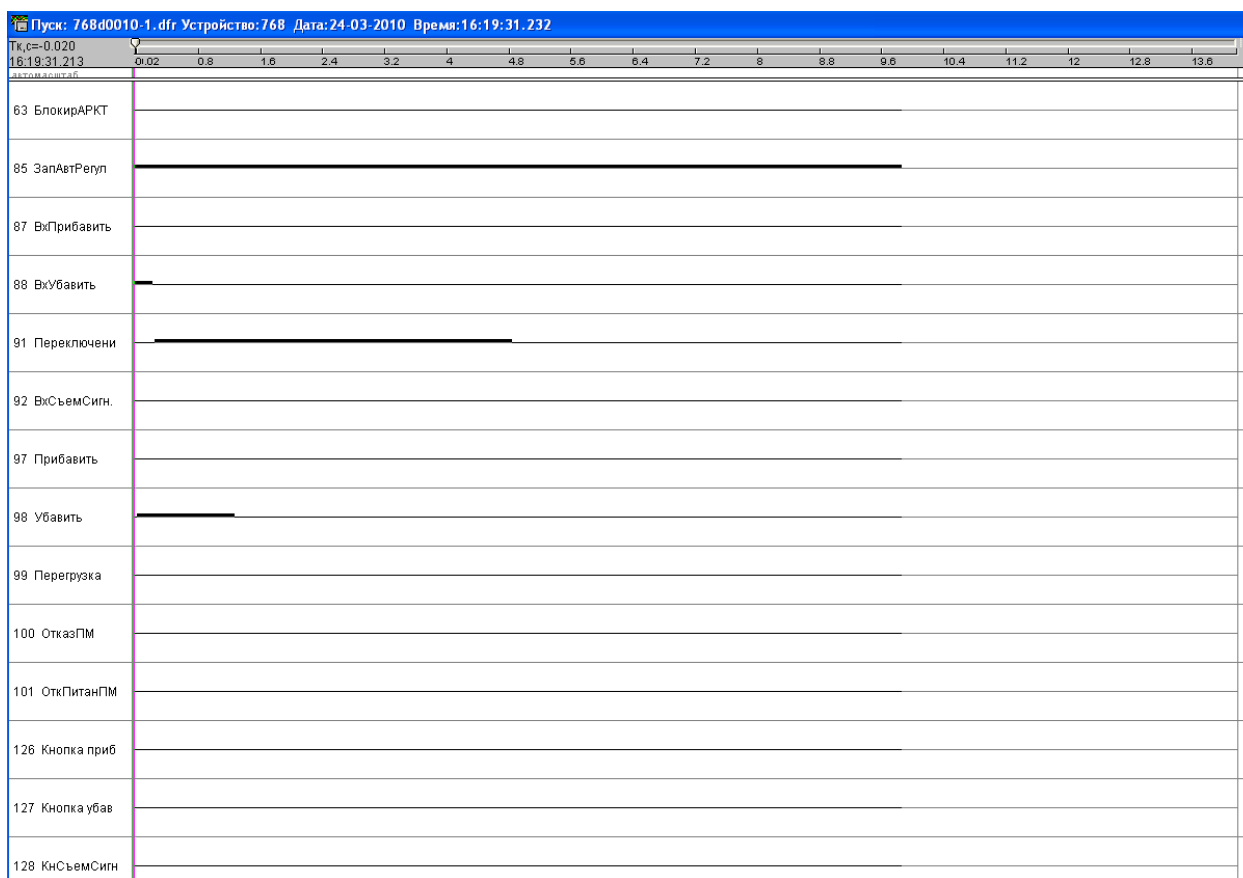 Пуск: 768d0010-1.dfr Устройство:768 Дата:24-03-2010 Время:16:19:31.232
Тк,с=-0.020
16:19:31.213
0.02 0.8 1.6 2.4 3.2 4 4.8 5.6 6.4 7.2 8 8.8 9.6 10.4 11.2 12 12.8 13.6
автомасштаб
63 БлокирАРКТ
85 ЗапАвтРегул
87 ВхПрибавить
88 ВхУбавить
91 Переключени
92 ВхСъемСигн.
97 Прибавить
98 Убавить
99 Перегрузка
100 ОтказПМ
101 ОткПитанПМ
126 Кнопка приб
127 Кнопка убав
128 КнСъемСигн